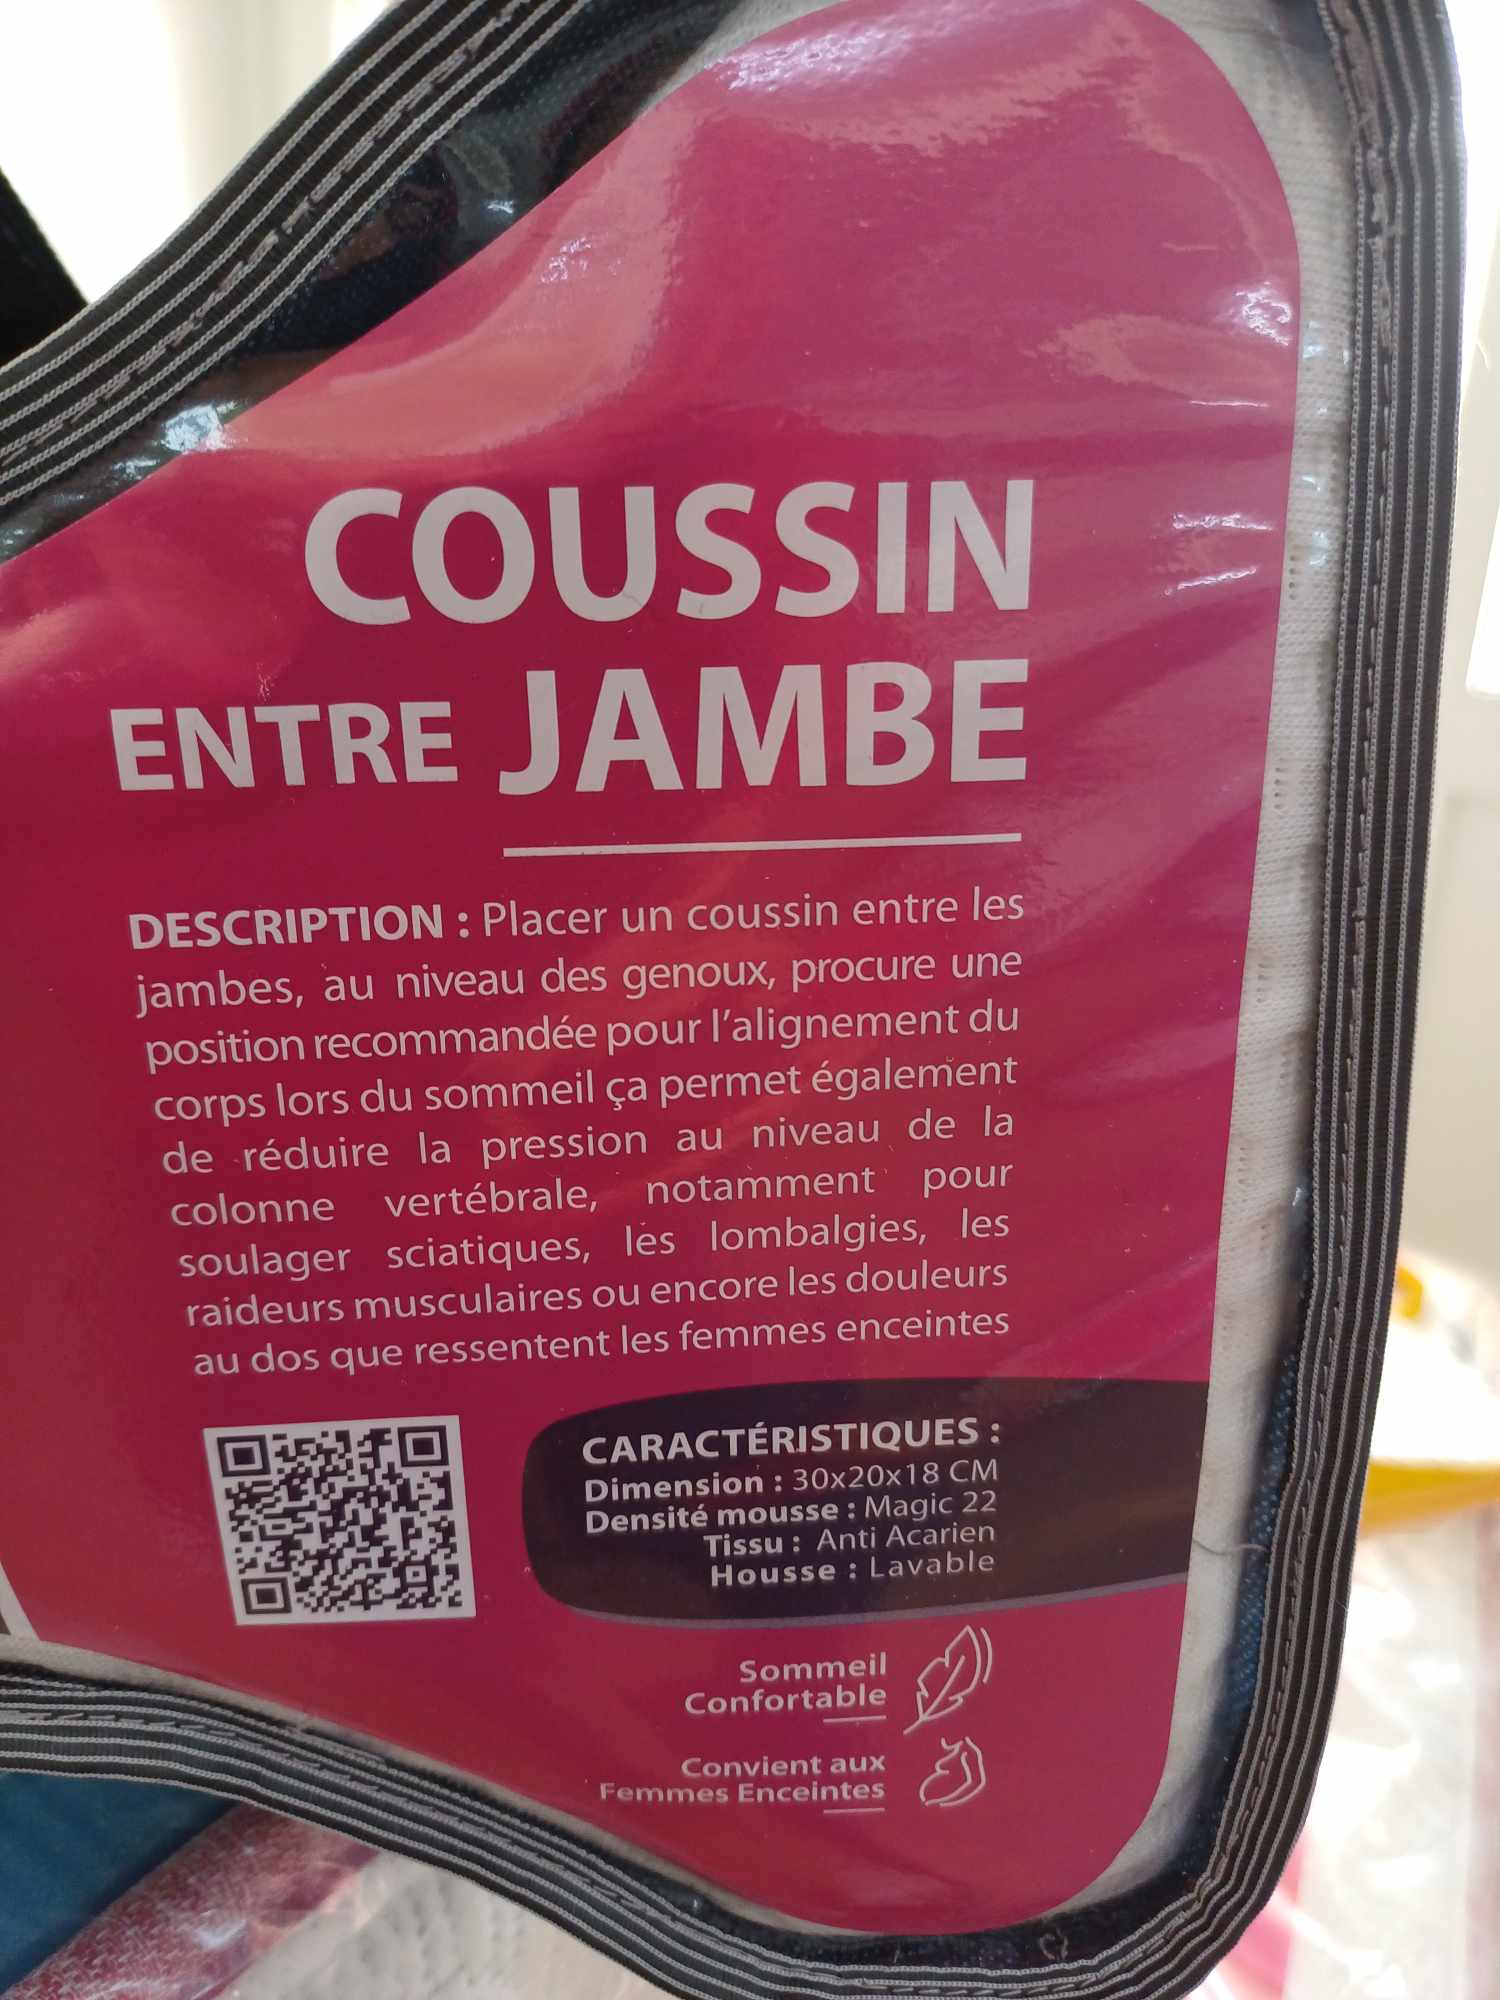 COUSSIN
ENTRE JAMBE
DESCRIPTION : Placer un coussin entre les
jambes, au niveau des genoux, procure une
position recommandée pour l'alignement du
corps lors du sommeil ça permet également
de réduire la pression au niveau de la
colonne vertébrale, notamment pour
soulager sciatiques, les lombalgies, les
raideurs musculaires ou encore les douleurs
au dos que ressentent les femmes enceintes
CARACTÉRISTIQUES :
Dimension : 30x20x18 CM
Densité mousse : Magic 22
Tissu : Anti Acarien
Housse : Lavable
Sommeil
Confortable
Convient aux
Femmes Enceintes